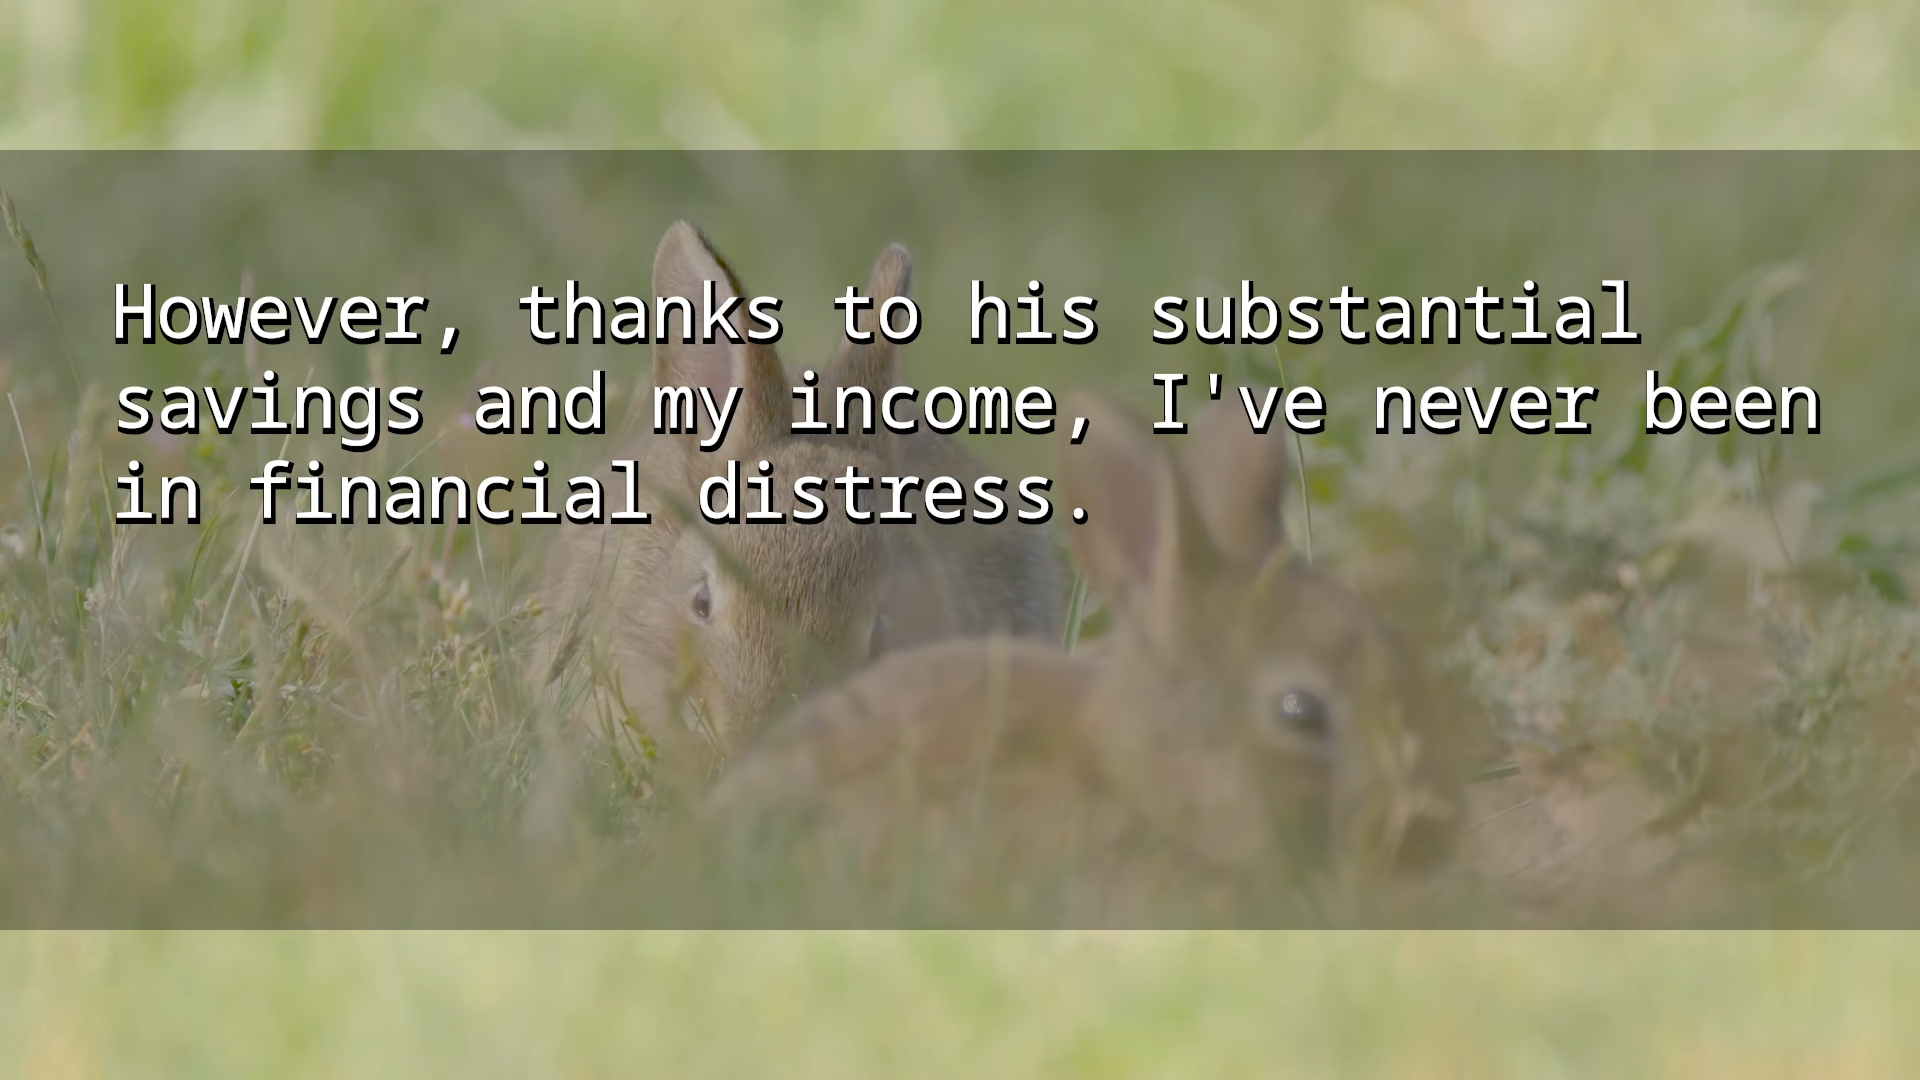 However, thanks to his substantial
savings and my income, I've never been
in financial distress.